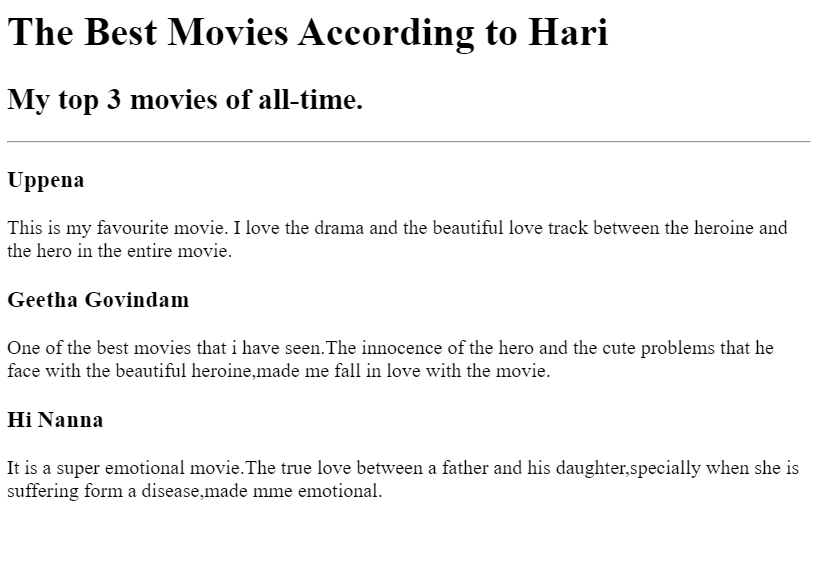 The Best Movies According to Hari
My top 3 movies of all-time.
Uppena
This is my favourite movie. I love the drama and the beautiful love track between the heroine and
the hero in the entire movie.
Geetha Govindam
One of the best movies that i have seen.The innocence of the hero and the cute problems that he
face with the beautiful heroine,made me fall in love with the movie.
Hi Nanna
It is a super emotional movie.The true love between a father and his daughter,specially when she is
suffering form a disease,made mme emotional.